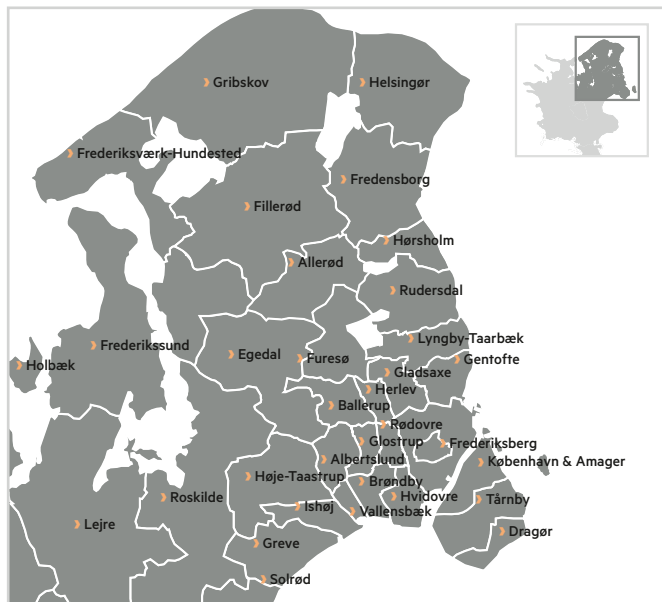 Gribskov
Helsingør
Frederiksværk-Hundested
Fredensborg
Fillerød
Hørsholm
Allerød
Rudersdal
Lyngby-Taarbæk
Frederikssund
Egedal
Furesø
Gentofte
Holbæk
Gladsaxe
Herlev
Ballerup
Rødovre
Glostrup
Frederiksberg
Albertslund
København & Amager
Høje-Taastrup
Brøndby
Roskilde
Hvidovre
Tårnby
Ishøj
Vallensbæk
Lejre
Dragør
Greve
Solrød